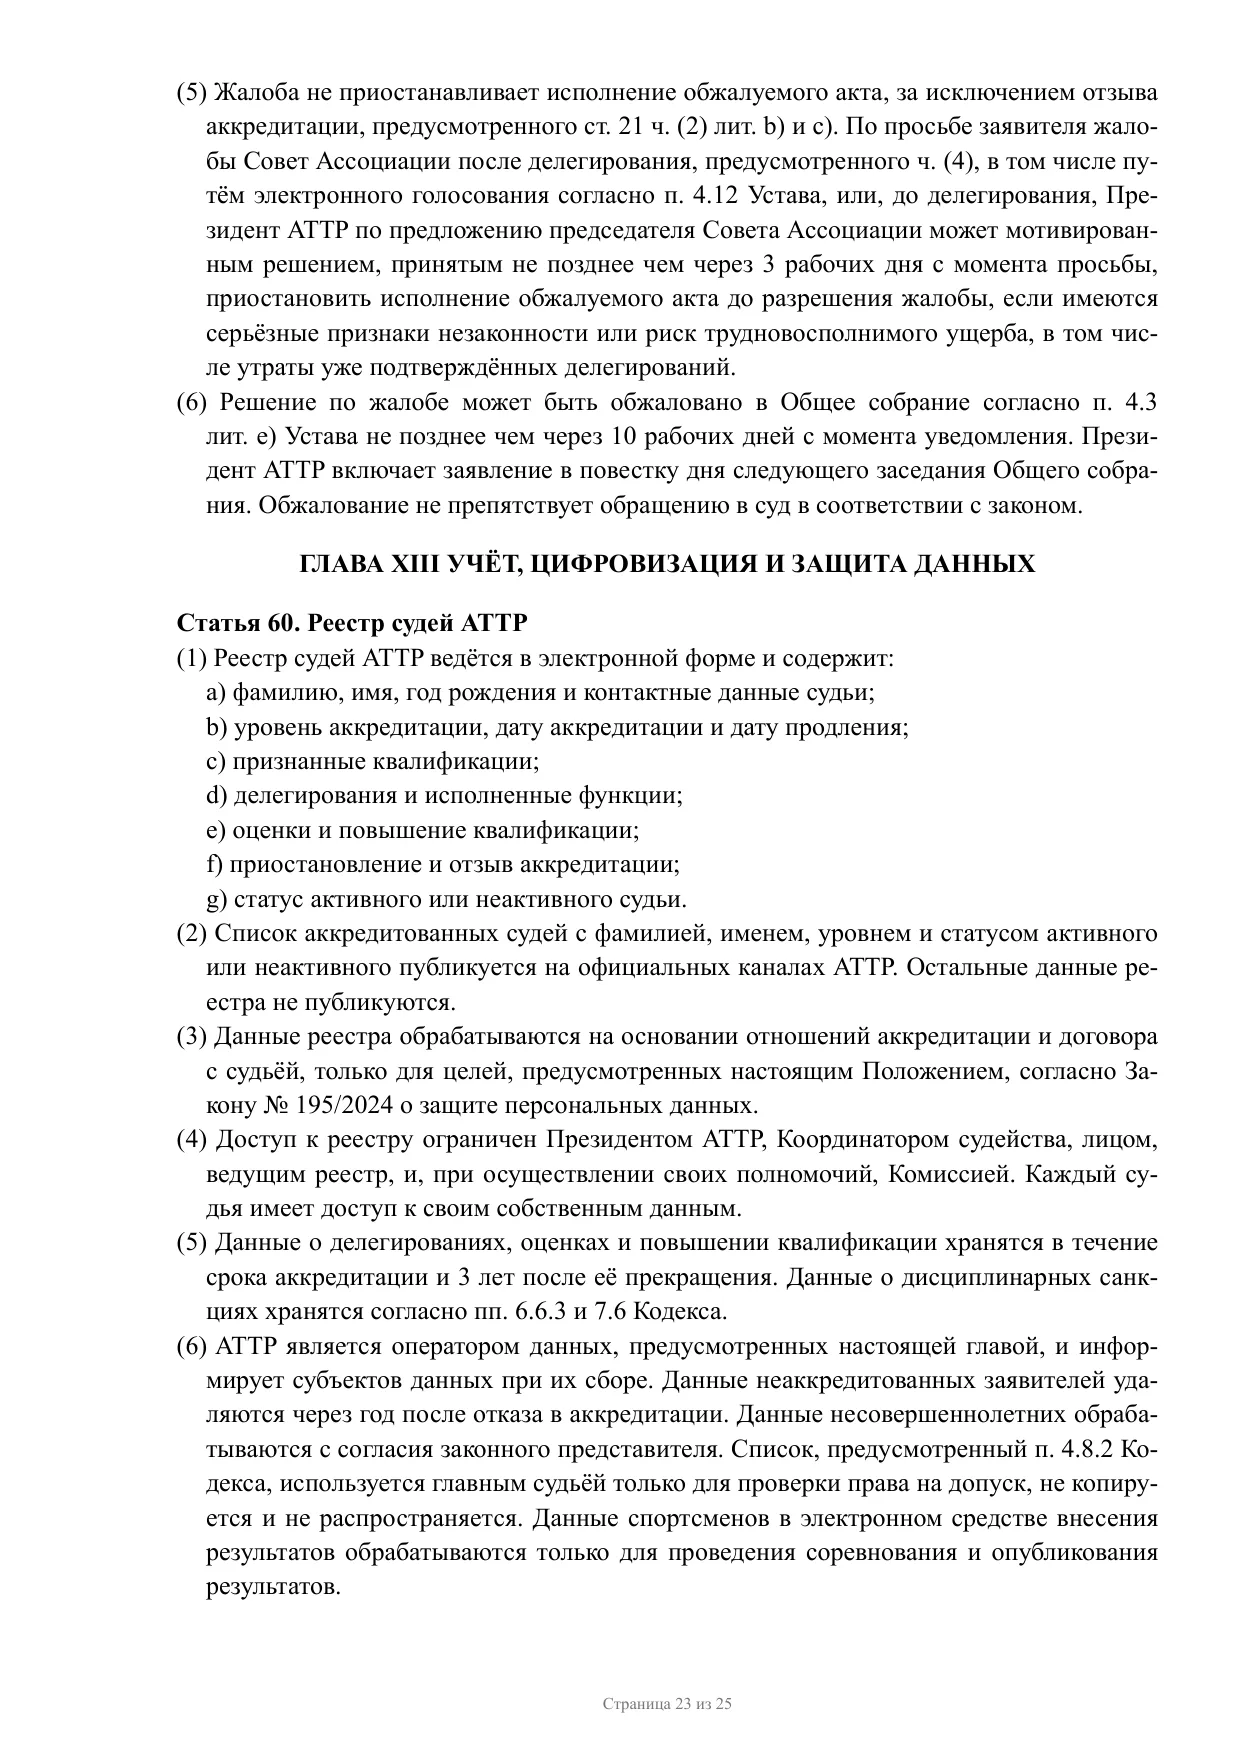 (5) Жалоба не приостанавливает исполнение обжалуемого акта, за исключением отзыва
аккредитации, предусмотренного ст. 21 ч. (2) лит. b) и c). По просьбе заявителя жало-
бы Совет Ассоциации после делегирования, предусмотренного ч. (4), в том числе пу-
тём электронного голосования согласно п. 4.12 Устава, или, до делегирования, Пре-
зидент АТТР по предложению председателя Совета Ассоциации может мотивирован-
ным решением, принятым не позднее чем через 3 рабочих дня с момента просьбы,
приостановить исполнение обжалуемого акта до разрешения жалобы, если имеются
серьёзные признаки незаконности или риск трудновосполнимого ущерба, в том чис-
ле утраты уже подтверждённых делегирований.
(6) Решение по жалобе может быть обжаловано в Общее собрание согласно п. 4.3
лит. e) Устава не позднее чем через 10 рабочих дней с момента уведомления. Прези-
дент АТТР включает заявление в повестку дня следующего заседания Общего собра-
ния. Обжалование не препятствует обращению в суд в соответствии с законом.
ГЛАВА XIII УЧЁТ, ЦИФРОВИЗАЦИЯ И ЗАЩИТА ДАННЫХ
Статья 60. Реестр судей АТТР
(1) Реестр судей АТТР ведётся в электронной форме и содержит:
a) фамилию, имя, год рождения и контактные данные судьи;
b) уровень аккредитации, дату аккредитации и дату продления;
c) признанные квалификации;
d) делегирования и исполненные функции;
e) оценки и повышение квалификации;
f) приостановление и отзыв аккредитации;
g) статус активного или неактивного судьи.
(2) Список аккредитованных судей с фамилией, именем, уровнем и статусом активного
или неактивного публикуется на официальных каналах АТТР. Остальные данные ре-
естра не публикуются.
(3) Данные реестра обрабатываются на основании отношений аккредитации и договора
с судьёй, только для целей, предусмотренных настоящим Положением, согласно За-
кону № 195/2024 о защите персональных данных.
(4) Доступ к реестру ограничен Президентом АТТР, Координатором судейства, лицом,
ведущим реестр, и, при осуществлении своих полномочий, Комиссией. Каждый су-
дья имеет доступ к своим собственным данным.
(5) Данные о делегированиях, оценках и повышении квалификации хранятся в течение
срока аккредитации и 3 лет после её прекращения. Данные о дисциплинарных санк-
циях хранятся согласно пп. 6.6.3 и 7.6 Кодекса.
(6) АТТР является оператором данных, предусмотренных настоящей главой, и инфор-
мирует субъектов данных при их сборе. Данные неаккредитованных заявителей уда-
ляются через год после отказа в аккредитации. Данные несовершеннолетних обраба-
тываются с согласия законного представителя. Список, предусмотренный п. 4.8.2 Ко-
декса, используется главным судьёй только для проверки права на допуск, не копиру-
ется и не распространяется. Данные спортсменов в электронном средстве внесения
результатов обрабатываются только для проведения соревнования и опубликования
результатов.
Страница 23 из 25